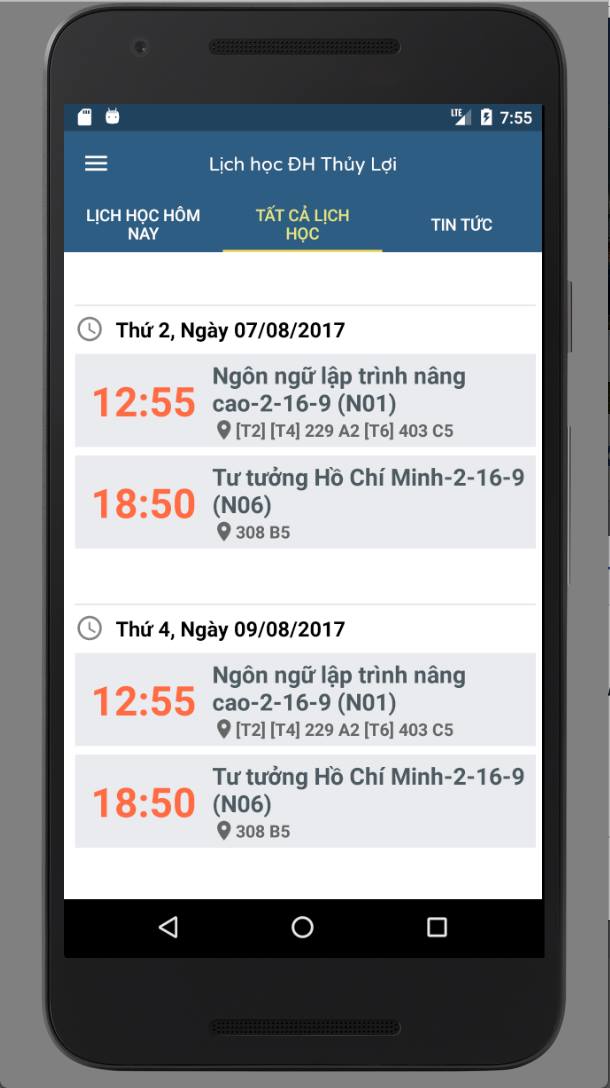 LTE 7:55
Lịch học ĐH Thủy Lợi
LỊCH HỌC HÔM
NAY
TẤT CẢ LỊCH
HỌC
TIN TỨC
Thứ 2, Ngày 07/08/2017
12:55
Ngôn ngữ lập trình nâng
cao-2-16-9 (N01)
[T2] [T4] 229 A2 [T6] 403 C5
18:50
Tư tưởng Hồ Chí Minh-2-16-9
(N06)
308 B5
Thứ 4, Ngày 09/08/2017
12:55
Ngôn ngữ lập trình nâng
cao-2-16-9 (N01)
[T2] [T4] 229 A2 [T6] 403 C5
18:50
Tư tưởng Hồ Chí Minh-2-16-9
(N06)
308 B5